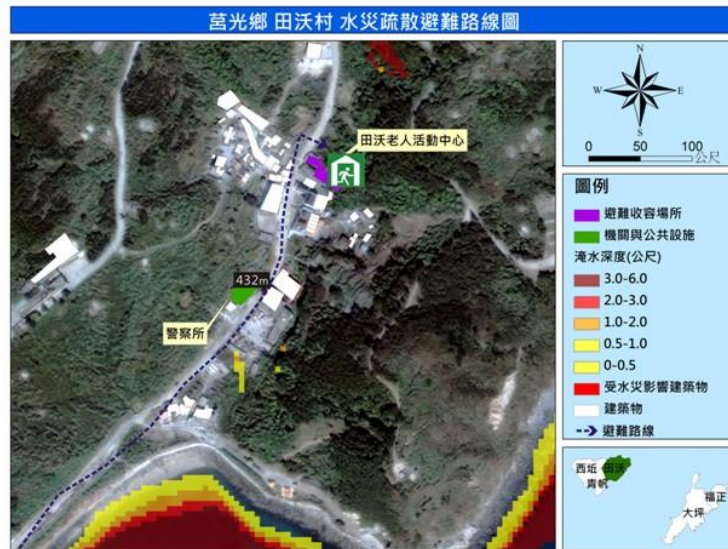 莒光鄉 田沃村 水災疏散避難路線圖
田沃老人活動中心
432m
警察所
N
W
E
S
0 50 100
公尺
圖例
避難收容場所
機關與公共設施
淹水深度(公尺)
3.0-6.0
2.0-3.0
1.0-2.0
0.5-1.0
0-0.5
受水災影響建築物
建築物
避難路線
西坵
田沃
青帆
福正
大坪